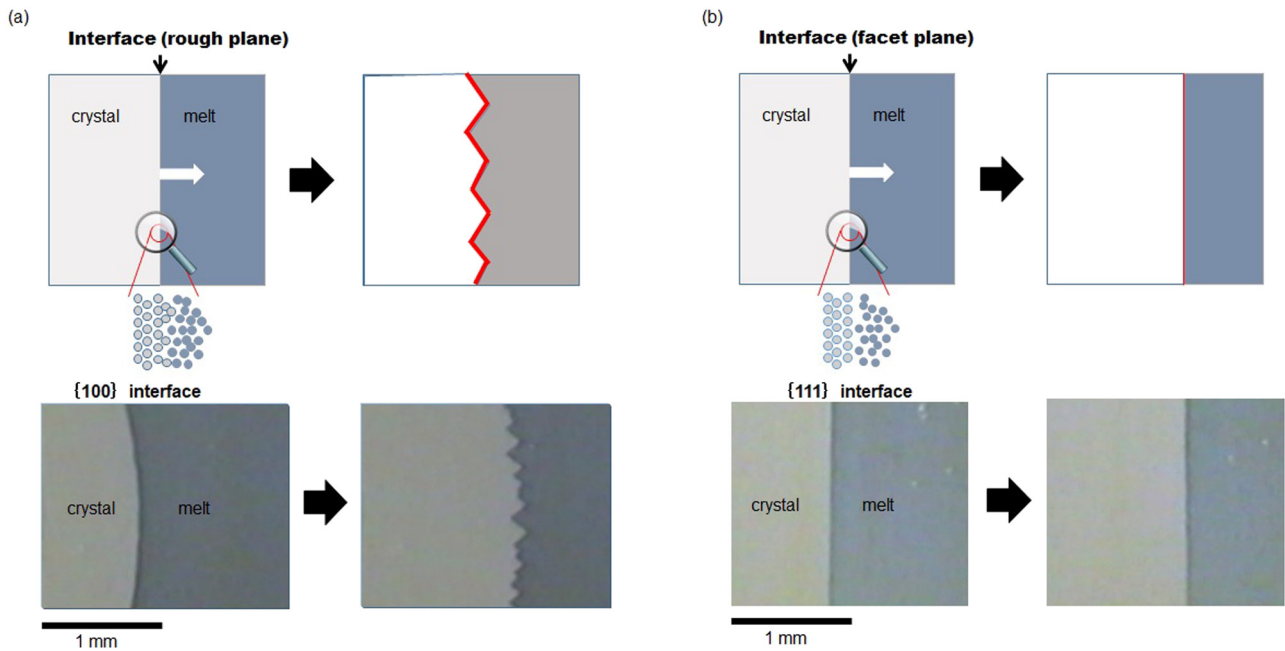 (a)
Interface (rough plane)
crystal
melt
{100} interface
crystal
melt
1 mm
(b)
Interface (facet plane)
crystal
melt
{111} interface
crystal
melt
1 mm